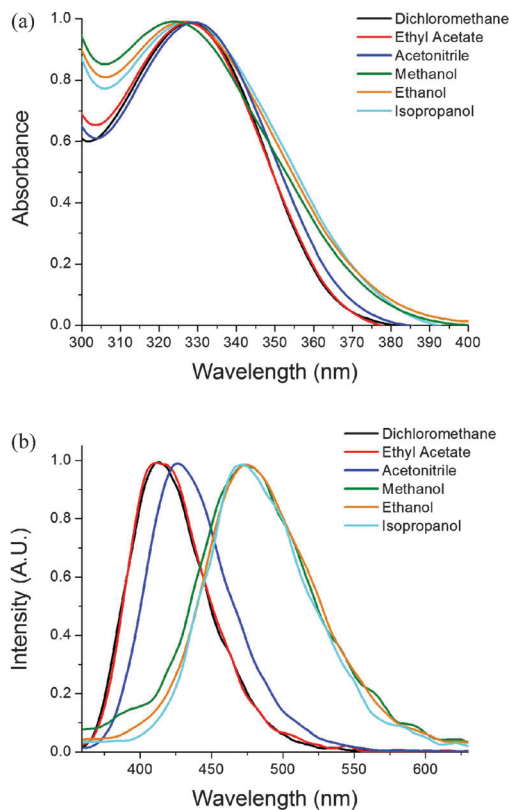 (a)
Dichloromethane
Ethyl Acetate
Acetonitrile
Methanol
Ethanol
Isopropanol
Absorbance
1.0
0.8
0.6
0.4
0.2
0.0
300 310 320 330 340 350 360 370 380 390 400
Wavelength (nm)
(b)
Dichloromethane
Ethyl Acetate
Acetonitrile
Methanol
Ethanol
Isopropanol
Intensity (A.U.)
1.0
0.8
0.6
0.4
0.2
0.0
400 450 500 550 600
Wavelength (nm)